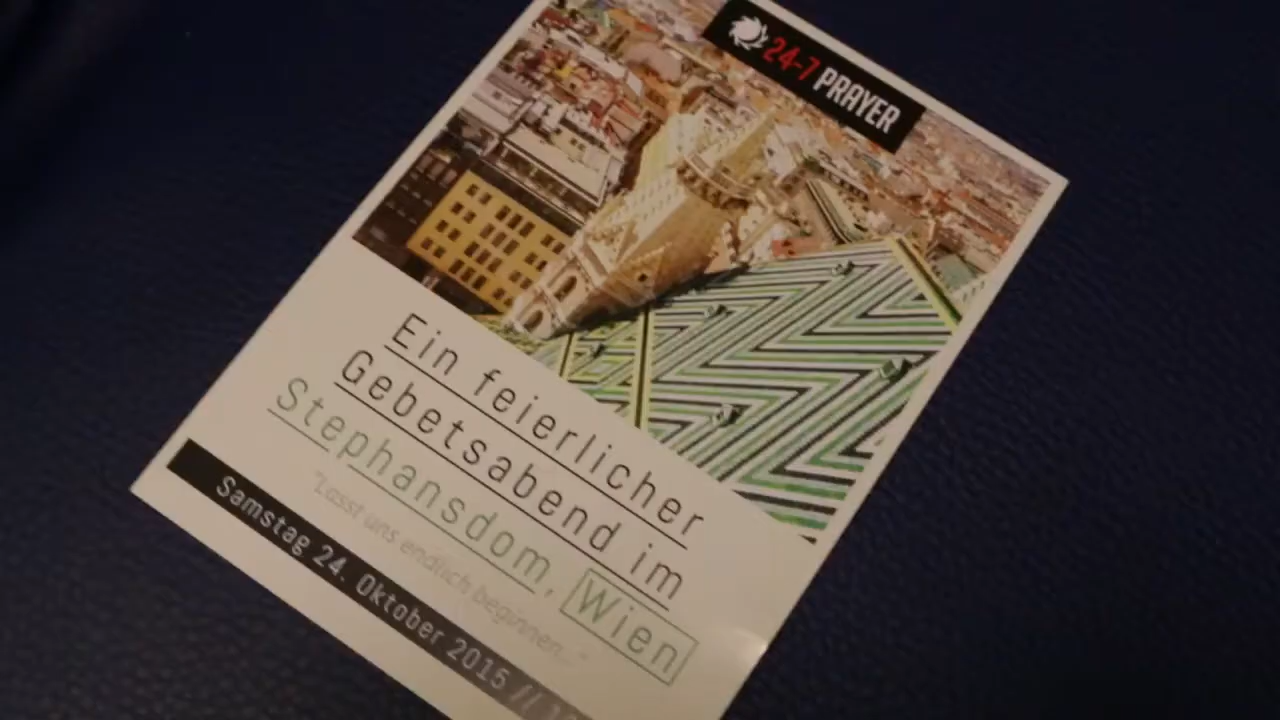 24-7 PRAYER
Ein feierlicher
Gebetsabend im
Stephansdom, Wien
"Lasst uns endlich beginnen..."
Samstag 24. Oktober 2015 //